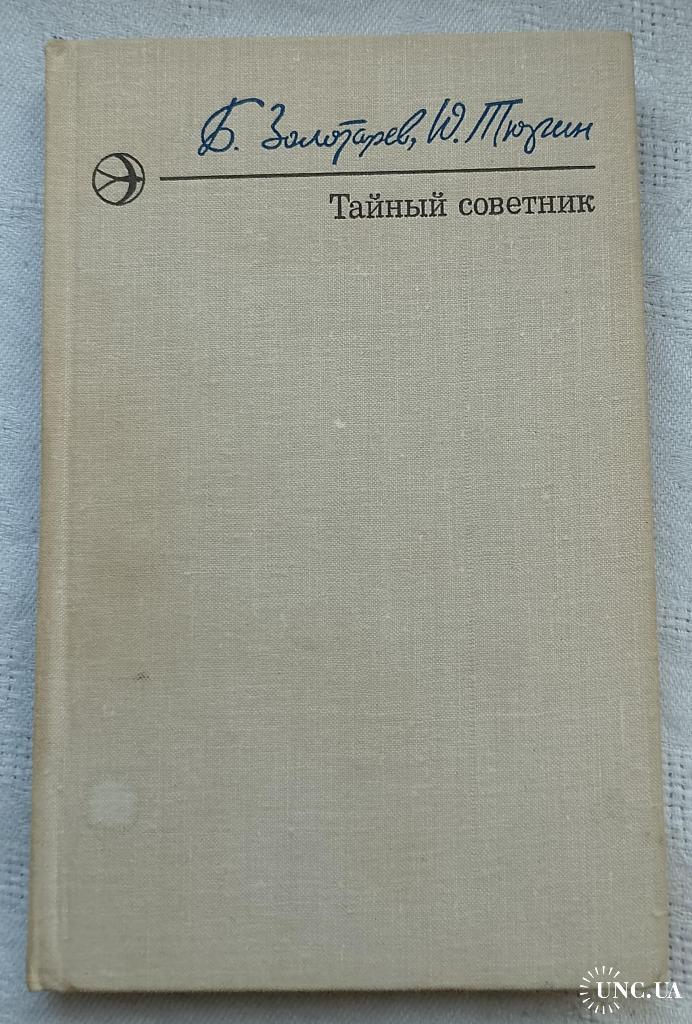 Б. Золотарев, Ю. Тюрин
Тайный советник
UNC.UA